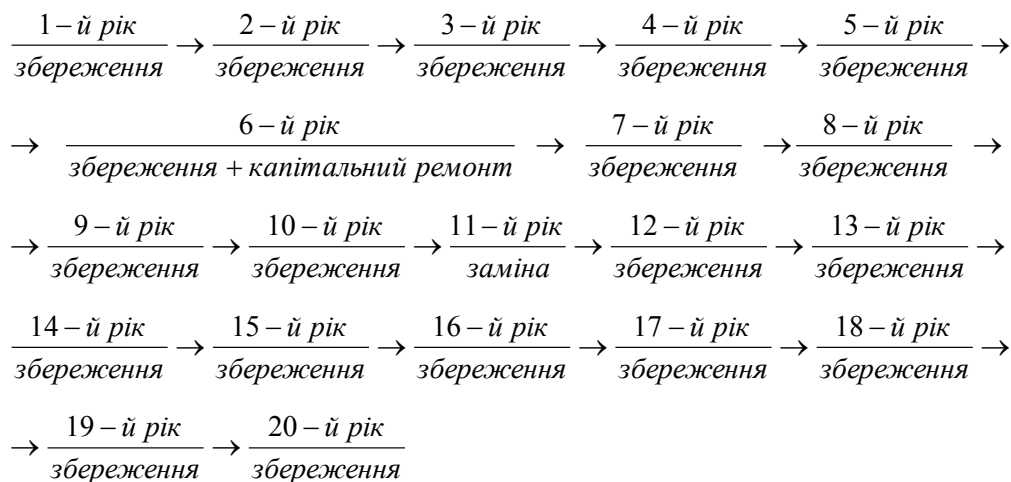 1 – й рік → 2 – й рік → 3 – й рік → 4 – й рік → 5 – й рік →
збереження збереження збереження збереження збереження
→ 6 – й рік → 7 – й рік → 8 – й рік →
збереження + капітальний ремонт збереження збереження
→ 9 – й рік → 10 – й рік → 11 – й рік → 12 – й рік → 13 – й рік →
збереження збереження заміна збереження збереження
14 – й рік → 15 – й рік → 16 – й рік → 17 – й рік → 18 – й рік →
збереження збереження збереження збереження збереження
→ 19 – й рік → 20 – й рік
збереження збереження